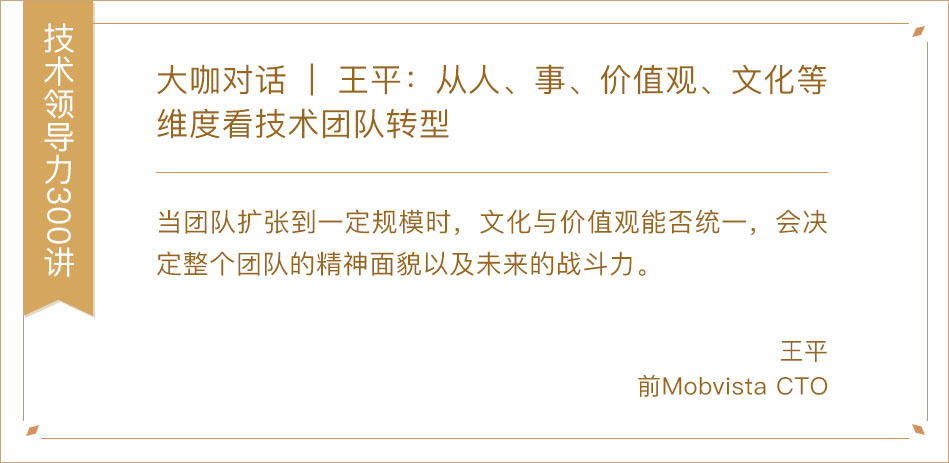 技术领导力300讲
大咖对话 | 王平：从人、事、价值观、文化等
维度看技术团队转型
当团队扩张到一定规模时，文化与价值观能否统一，会决
定整个团队的精神面貌以及未来的战斗力。
王平
前Mobvista CTO